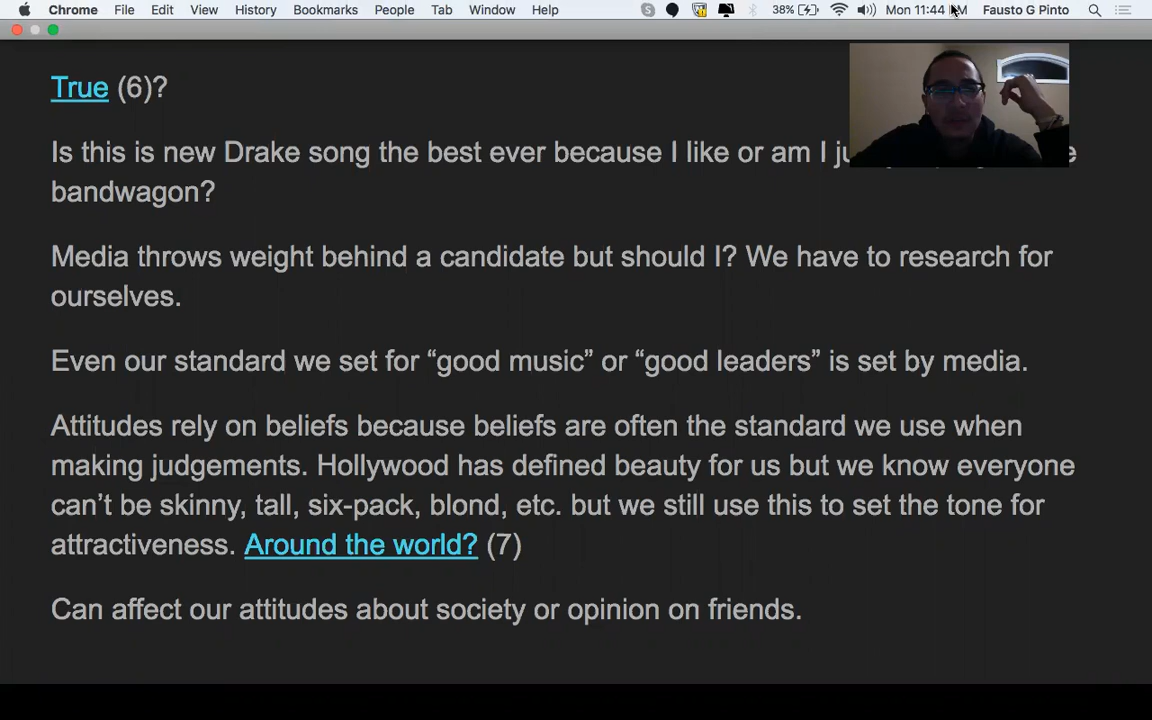 Chrome File Edit View History Bookmarks People Tab Window Help 38% Mon 11:44 M Fausto G Pinto
True (6)?
Is this is new Drake song the best ever because I like or am I
bandwagon?
Media throws weight behind a candidate but should I? We have to research for
ourselves.
Even our standard we set for “good music” or “good leaders” is set by media.
Attitudes rely on beliefs because beliefs are often the standard we use when
making judgements. Hollywood has defined beauty for us but we know everyone
can’t be skinny, tall, six-pack, blond, etc. but we still use this to set the tone for
attractiveness. Around the world? (7)
Can affect our attitudes about society or opinion on friends.